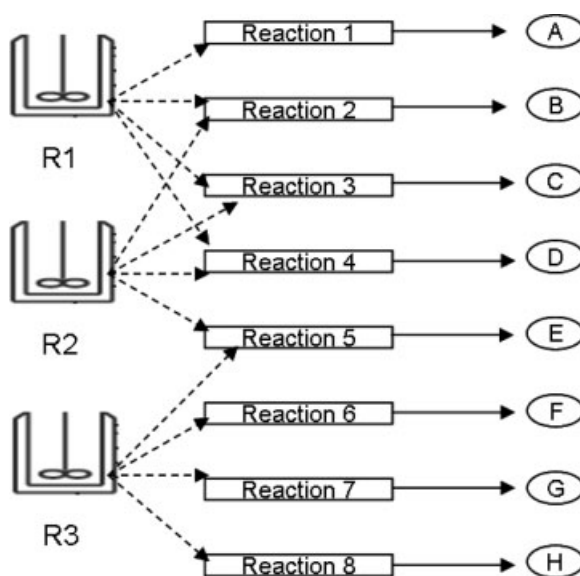 Reaction 1
A
Reaction 2
B
R1
Reaction 3
C
Reaction 4
D
R2
Reaction 5
E
Reaction 6
F
Reaction 7
G
R3
Reaction 8
H